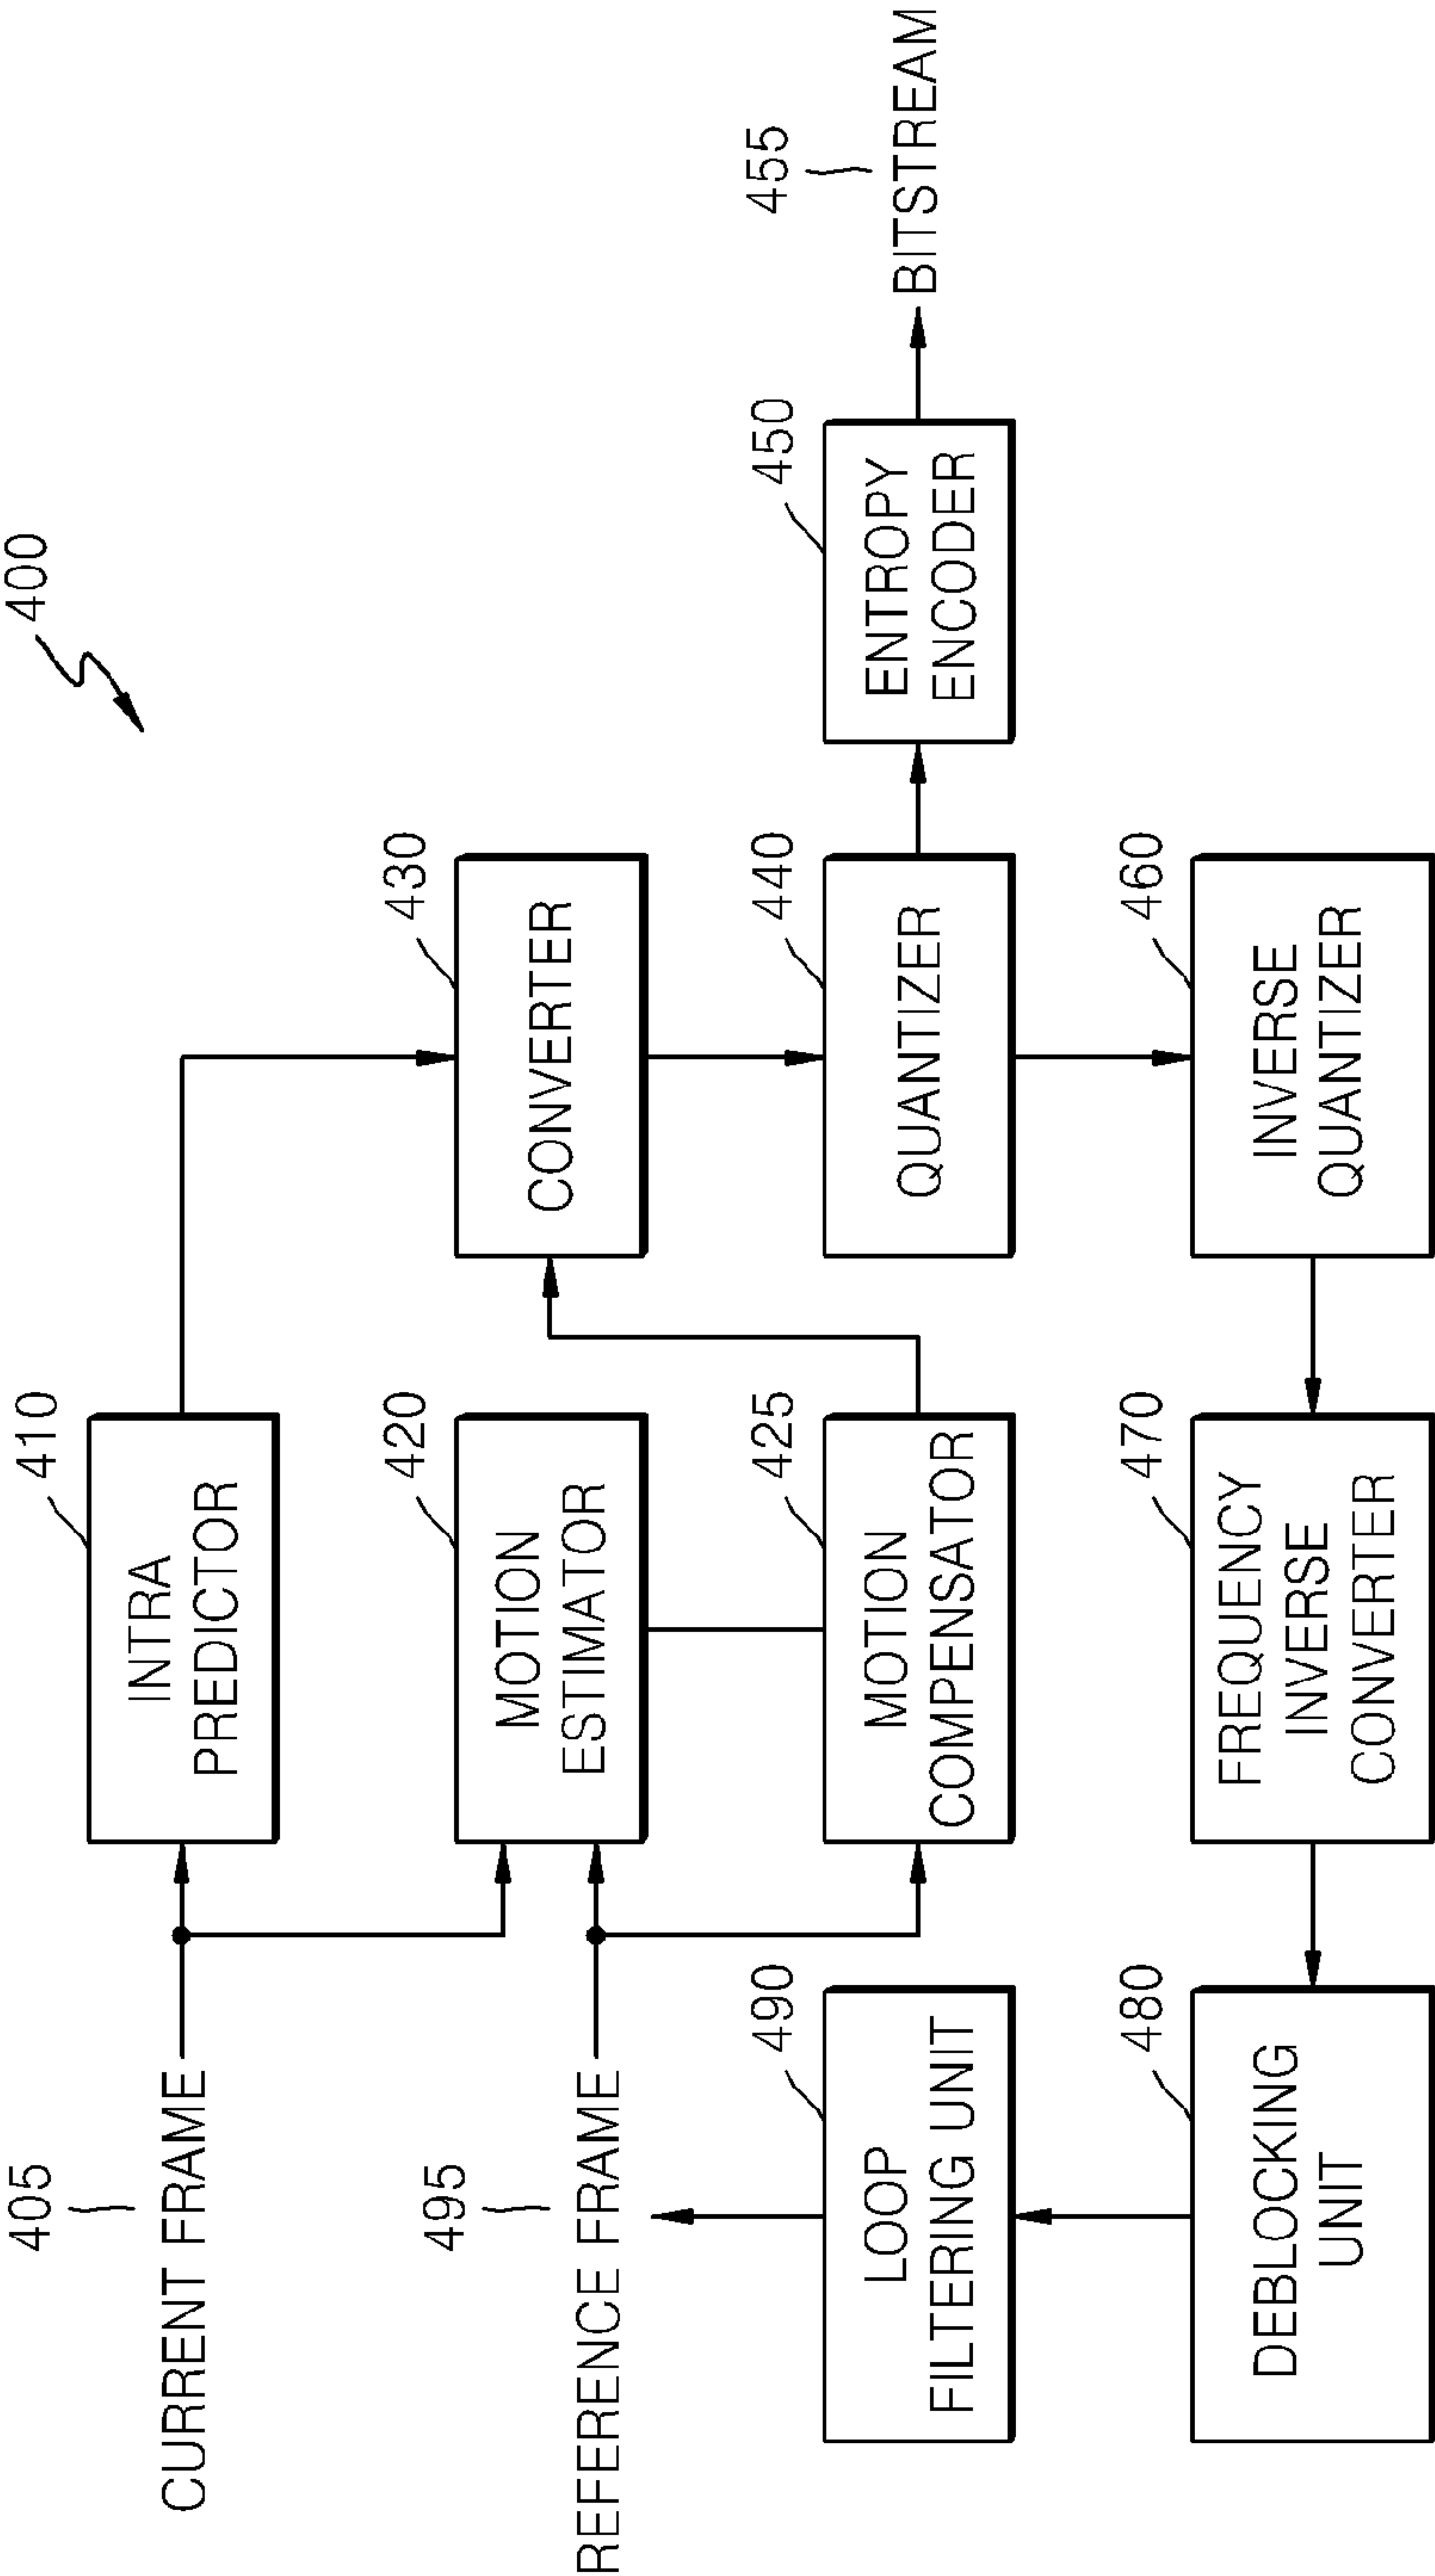 400
405
CURRENT FRAME
410
INTRA
PREDICTOR
495
REFERENCE FRAME
420
MOTION
ESTIMATOR
430
CONVERTER
490
LOOP
FILTERING UNIT
425
MOTION
COMPENSATOR
440
QUANTIZER
450
ENTROPY
ENCODER
455
BITSTREAM
480
DEBLOCKING
UNIT
470
FREQUENCY
INVERSE
CONVERTER
460
INVERSE
QUANTIZER